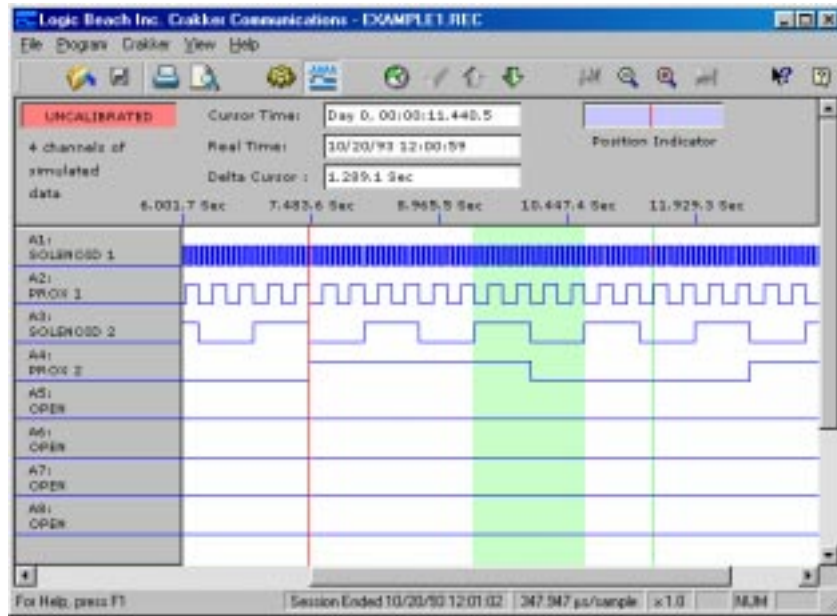 Logic Beach Inc. Crakker Communications - EXAMPLE1.REC
File Program Crakker View Help
UNCALIBRATED
4 channels of
simulated
data
Cursor Time: Day 0, 00:00:11.440.5
Real Time: 10/20/93 12:00:59
Delta Cursor : 1.289.1 Sec
Position Indicator
6.001.7 Sec 7.483.6 Sec 8.965.5 Sec 10.447.4 Sec 11.929.3 Sec
A1:
SOLENOSD 1
A2:
PROX 1
A3:
SOLENOSD 2
A4:
PROX 2
A5:
OPEN
A6:
OPEN
A7:
OPEN
A8:
OPEN
For Help, press F1
Session Ended 10/20/93 12:01:02 347.947 µs/sample x1.0 NUM